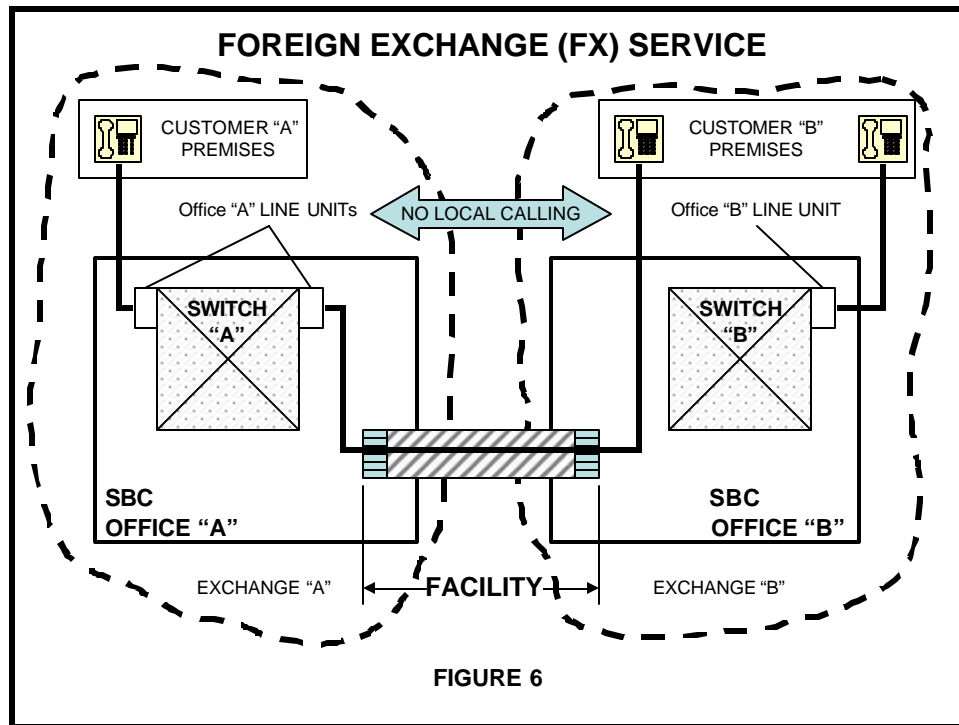 FOREIGN EXCHANGE (FX) SERVICE
CUSTOMER “A”
PREMISES
CUSTOMER “B”
PREMISES
Office “A” LINE UNITs
NO LOCAL CALLING
Office “B” LINE UNIT
SWITCH
“A”
SWITCH
“B”
SBC
OFFICE “A”
SBC
OFFICE “B”
EXCHANGE “A”
FACILITY
EXCHANGE “B”
FIGURE 6